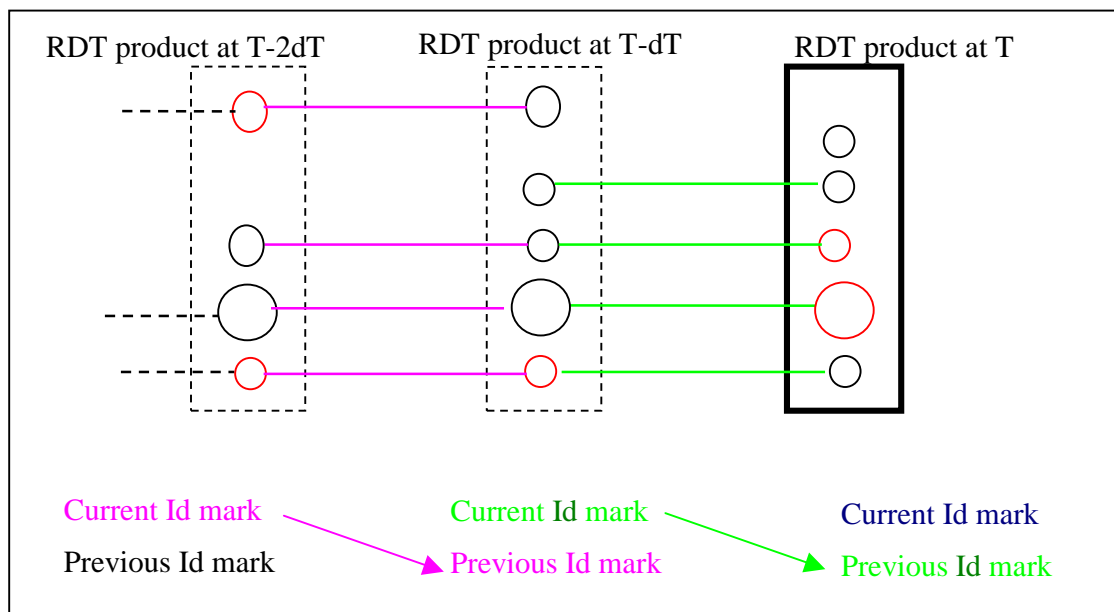 RDT product at T-2dT
RDT product at T-dT
RDT product at T
Current Id mark
Previous Id mark
Current Id mark
Previous Id mark
Current Id mark
Previous Id mark